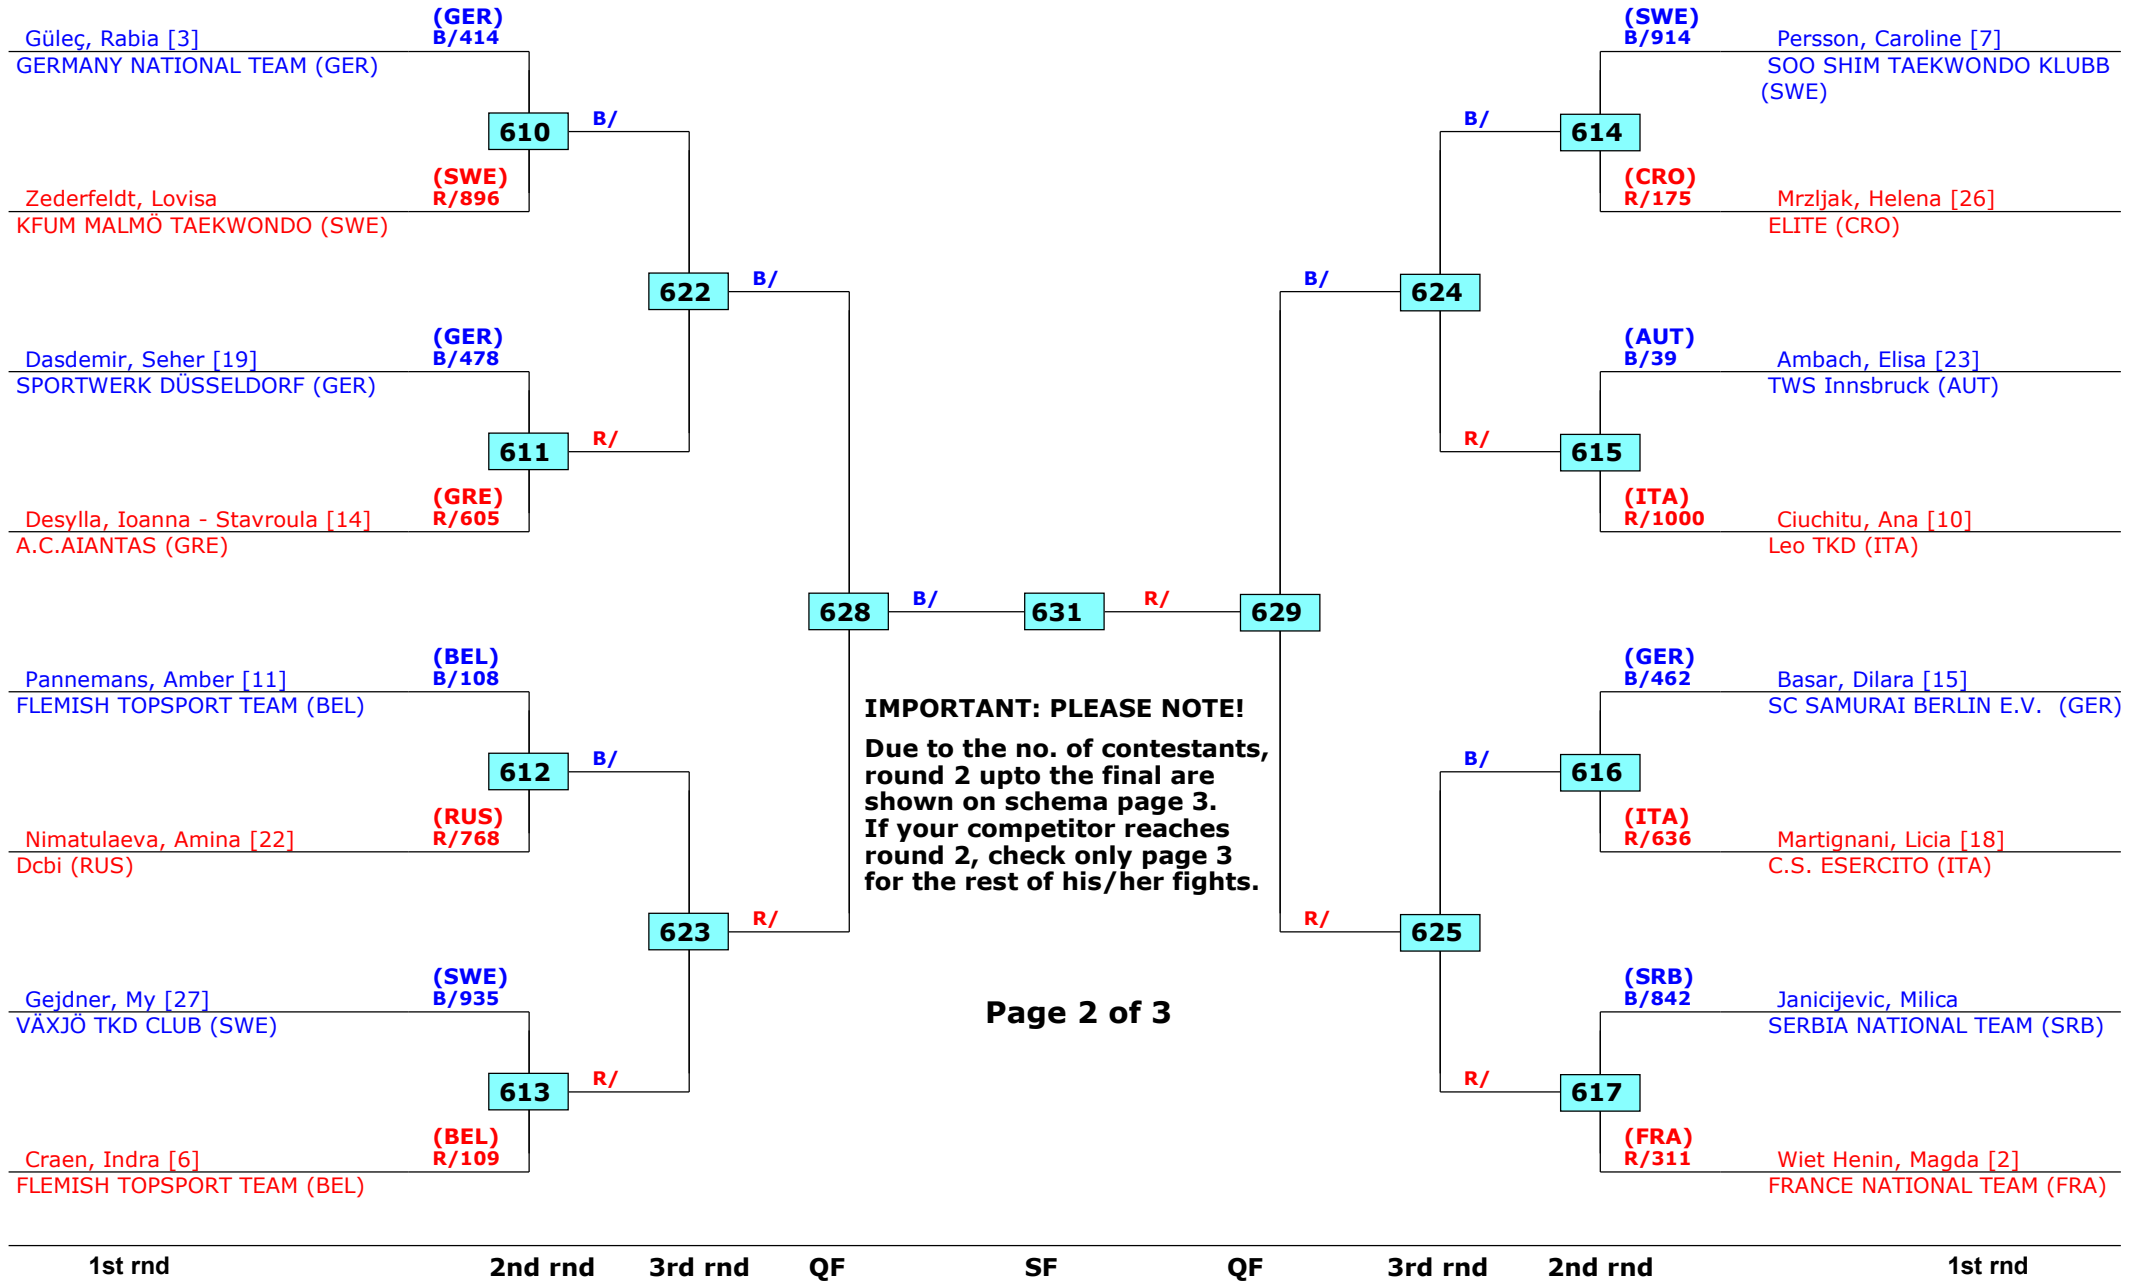 (GER)
Güleç, Rabia [3] B/414
GERMANY NATIONAL TEAM (GER)
610
B/
(SWE)
Zederfeldt, Lovisa R/896
KFUM MALMÖ TAEKWONDO (SWE)
622
B/
(GER)
Dasdemir, Seher [19] B/478
SPORTWERK DÜSSELDORF (GER)
611
R/
(GRE)
Desylla, Ioanna - Stavroula [14] R/605
A.C.AIANTAS (GRE)
628
B/
631
R/
629
(BEL)
Pannemans, Amber [11] B/108
FLEMISH TOPSPORT TEAM (BEL)
612
B/
(RUS)
Nimatulaeva, Amina [22] R/768
Dcbi (RUS)
623
R/
(SWE)
Gejdner, My [27] B/935
VÄXJÖ TKD CLUB (SWE)
613
R/
(BEL)
Craen, Indra [6] R/109
FLEMISH TOPSPORT TEAM (BEL)
IMPORTANT: PLEASE NOTE!
Due to the no. of contestants,
round 2 upto the final are
shown on schema page 3.
If your competitor reaches
round 2, check only page 3
for the rest of his/her fights.
Page 2 of 3
(SWE)
B/914 Persson, Caroline [7]
SOO SHIM TAEKWONDO KLUBB
(SWE)
B/
614
(CRO)
R/175 Mrzljak, Helena [26]
ELITE (CRO)
B/
624
(AUT)
B/39 Ambach, Elisa [23]
TWS Innsbruck (AUT)
R/
615
(ITA)
R/1000 Ciuchitu, Ana [10]
Leo TKD (ITA)
(GER)
B/462 Basar, Dilara [15]
SC SAMURAI BERLIN E.V. (GER)
B/
616
(ITA)
R/636 Martignani, Licia [18]
C.S. ESERCITO (ITA)
R/
625
(SRB)
B/842 Janicijevic, Milica
SERBIA NATIONAL TEAM (SRB)
R/
617
(FRA)
R/311 Wiet Henin, Magda [2]
FRANCE NATIONAL TEAM (FRA)
1st rnd 2nd rnd 3rd rnd QF SF QF 3rd rnd 2nd rnd 1st rnd